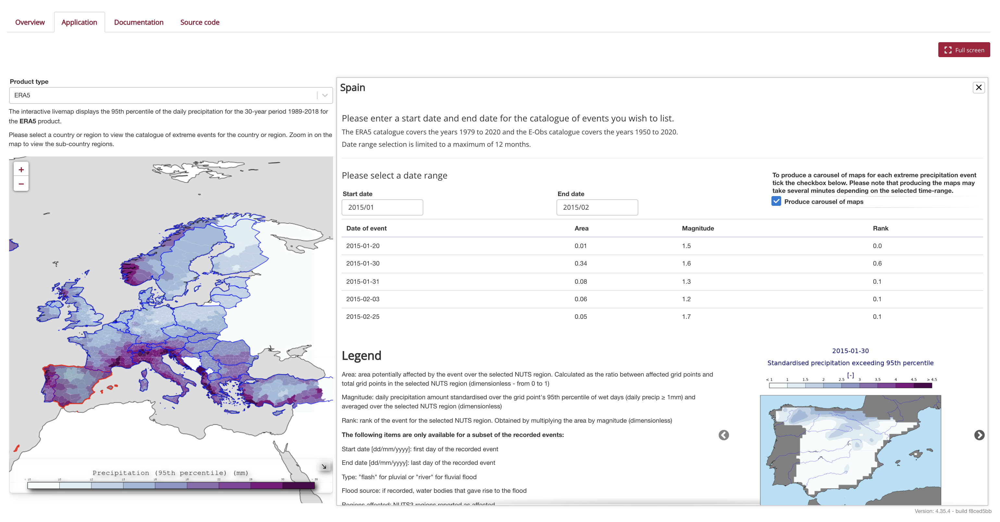 Overview
Application
Documentation
Source code
Full screen
Product type
ERA5
The interactive livemap displays the 95th percentile of the daily precipitation for the 30-year period 1989-2018 for
the ERA5 product.
Please select a country or region to view the catalogue of extreme events for the country or region. Zoom in on the
map to view the sub-country regions.
+
−
Precipitation (95th percentile) (mm)
< 10 10 12 13 15 18 22 25 30 > 38
Spain
Please enter a start date and end date for the catalogue of events you wish to list.
The ERA5 catalogue covers the years 1979 to 2020 and the E-Obs catalogue covers the years 1950 to 2020.
Date range selection is limited to a maximum of 12 months.
Please select a date range
Start date
2015/01
End date
2015/02
To produce a carousel of maps for each extreme precipitation event
tick the checkbox below. Please note that producing the maps may
take several minutes depending on the selected time-range.
Produce carousel of maps
Date of event Area Magnitude Rank
2015-01-20 0.01 1.5 0.0
2015-01-30 0.34 1.6 0.6
2015-01-31 0.08 1.3 0.1
2015-02-03 0.06 1.2 0.1
2015-02-25 0.05 1.7 0.1
Legend
Area: area potentially affected by the event over the selected NUTS region. Calculated as the ratio between affected grid points and
total grid points in the selected NUTS region (dimensionless - from 0 to 1)
Magnitude: daily precipitation amount standardised over the grid point's 95th percentile of wet days (daily precip ≥ 1mm) and
averaged over the selected NUTS region (dimensionless)
Rank: rank of the event for the selected NUTS region. Obtained by multiplying the area by magnitude (dimensionless)
The following items are only available for a subset of the recorded events:
Start date [dd/mm/yyyy]: first day of the recorded event
End date [dd/mm/yyyy]: last day of the recorded event
Type: "flash" for pluvial or "river" for fluvial flood
Flood source: if recorded, water bodies that gave rise to the flood
Regions affected: NUTS3 regions reported as affected
2015-01-30
Standardised precipitation exceeding 95th percentile
[-]
< 1 1 1.5 2 2.5 3 3.5 4 4.5 > 4.5
Version: 4.35.4 - build f8ced5bb